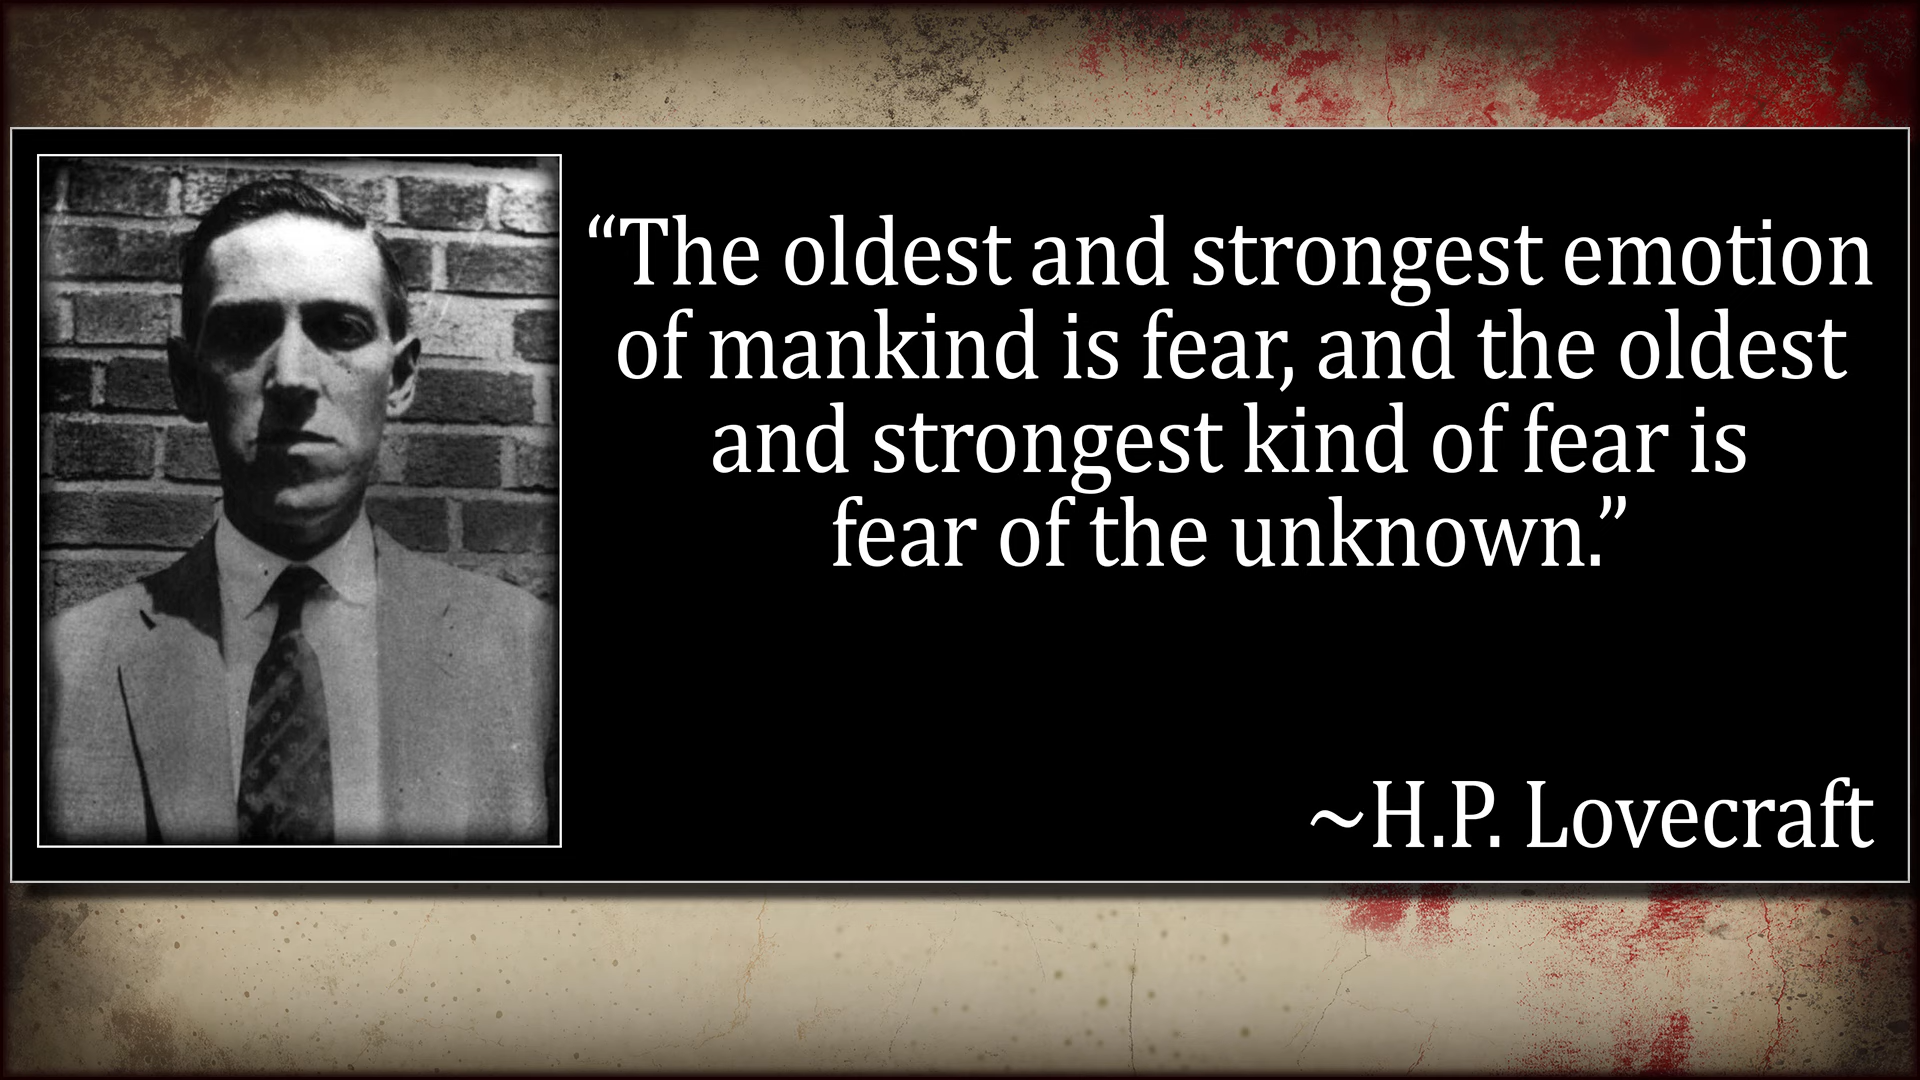 “The oldest and strongest emotion
of mankind is fear, and the oldest
and strongest kind of fear is
fear of the unknown.”
~H.P. Lovecraft